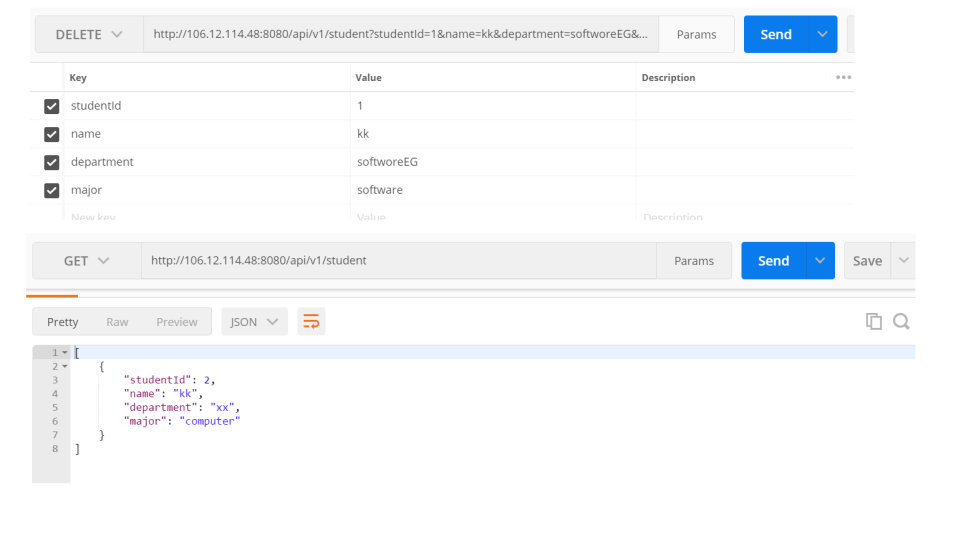 DELETE http://106.12.114.48:8080/api/v1/student?studentId=1&name=kk&department=softworeEG&... Params Send
Key Value Description
studentId 1
name kk
department softworeEG
major software
New key Value Description
GET http://106.12.114.48:8080/api/v1/student Params Send Save
Pretty Raw Preview JSON
1 [
2 {
3 "studentId": 2,
4 "name": "kk",
5 "department": "xx",
6 "major": "computer"
7 }
8 ]